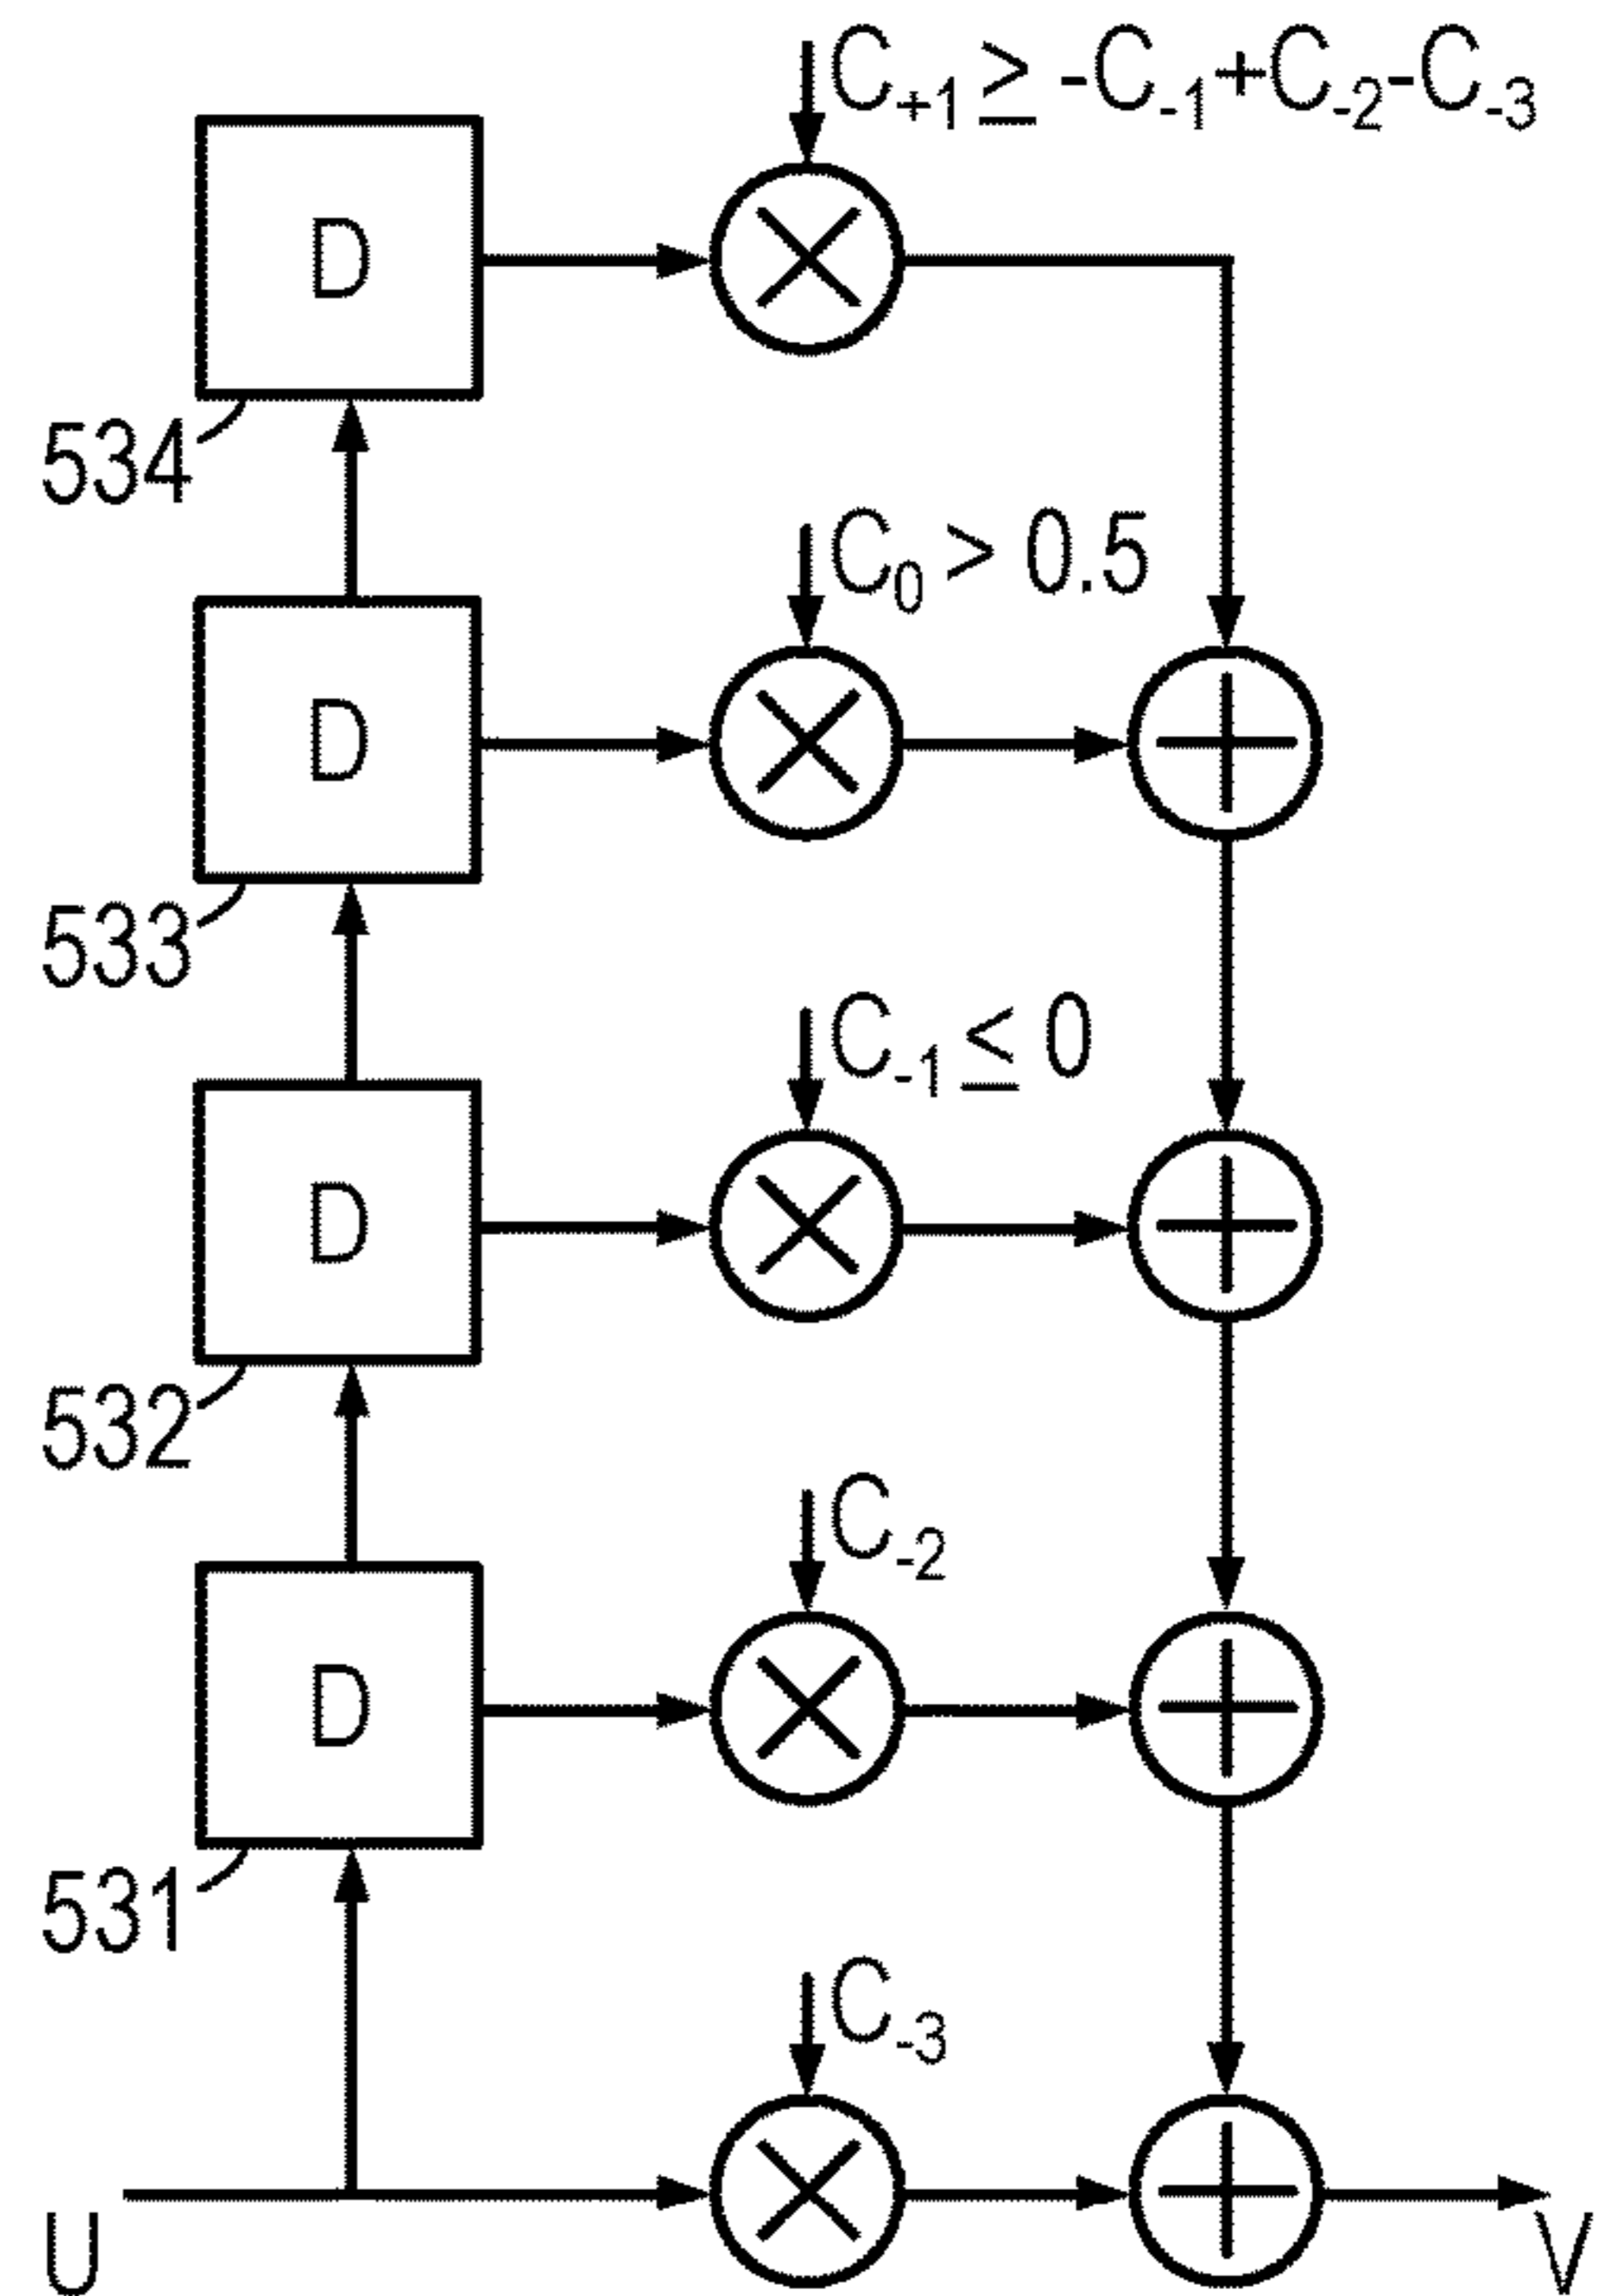 C₊₁ ≥ -C₋₁+C₋₂-C₋₃
D
534
C₀ > 0.5
D
533
C₋₁ ≤ 0
D
532
C₋₂
D
531
C₋₃
U
V